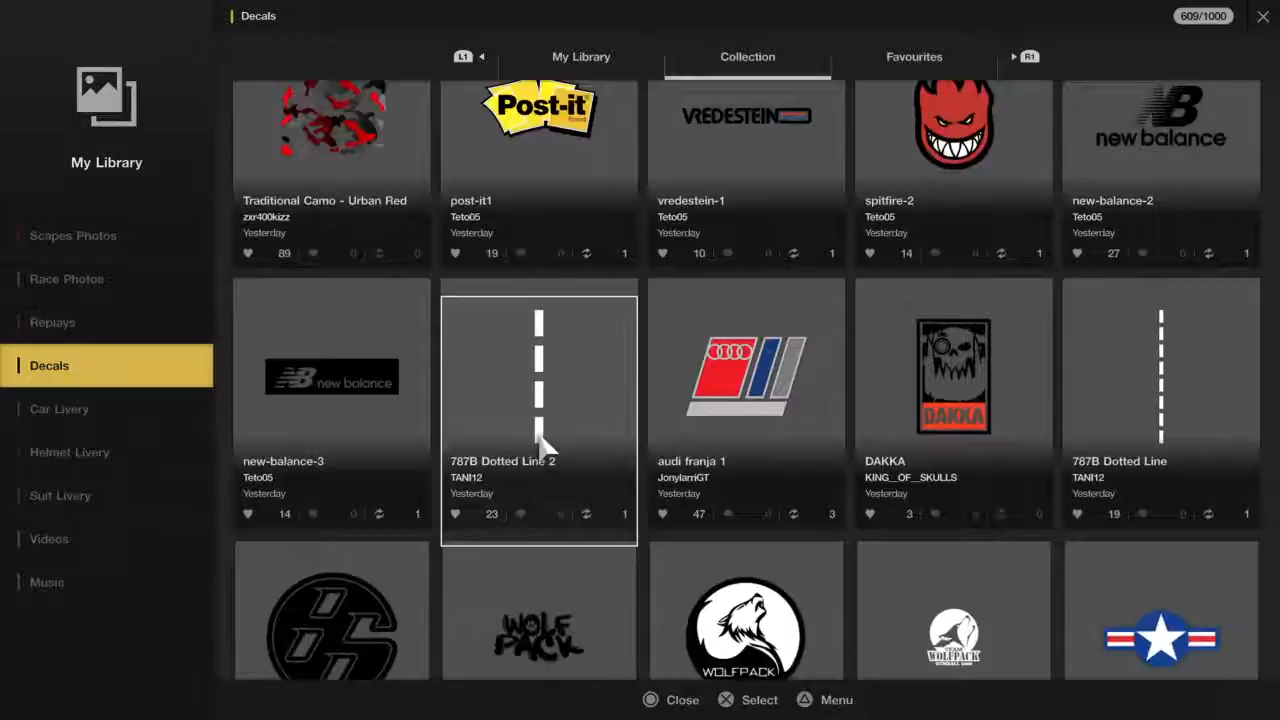 Decals
609/1000
L1
My Library
Collection
Favourites
R1
My Library
Scapes Photos
Race Photos
Replays
Decals
Car Livery
Helmet Livery
Suit Livery
Videos
Music
Post-it
VREDESTEIN
new balance
Traditional Camo - Urban Red
zxr400kizz
Yesterday
89 0 0
post-it1
Teto05
Yesterday
19 0 1
vredestein-1
Teto05
Yesterday
10 0 1
spitfire-2
Teto05
Yesterday
14 0 1
new-balance-2
Teto05
Yesterday
27 0 1
new balance
DAKKA
new-balance-3
Teto05
Yesterday
14 0 1
787B Dotted Line 2
TANI12
Yesterday
23 0 1
audi franja 1
JonylarriGT
Yesterday
47 0 3
DAKKA
KING__OF__SKULLS
Yesterday
3 0 0
787B Dotted Line
TANI12
Yesterday
19 0 1
WOLF
PACK
WOLFPACK
TEAM
WOLFPACK
Close
Select
Menu